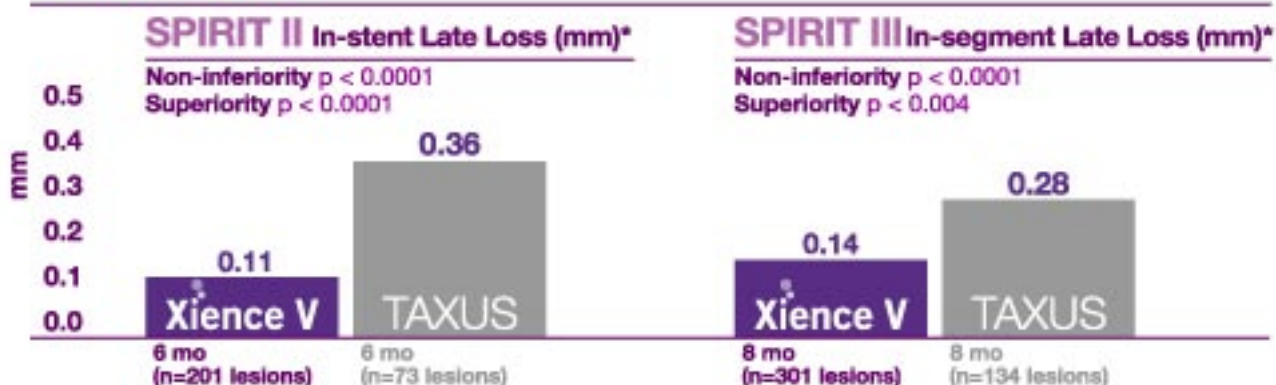 SPIRIT II In-stent Late Loss (mm)*
Non-inferiority p < 0.0001
Superiority p < 0.0001
SPIRIT III In-segment Late Loss (mm)*
Non-inferiority p < 0.0001
Superiority p < 0.004
mm
0.5
0.4
0.3
0.2
0.1
0.0
0.11
Xience V
6 mo
(n=201 lesions)
0.36
TAXUS
6 mo
(n=73 lesions)
0.14
Xience V
8 mo
(n=301 lesions)
0.28
TAXUS
8 mo
(n=134 lesions)